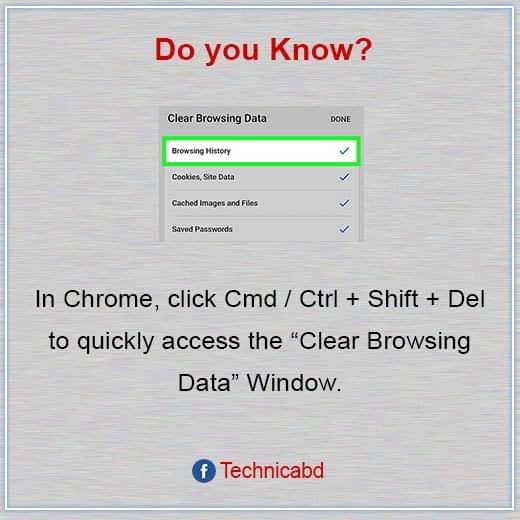 Do you Know?
Clear Browsing Data DONE
Browsing History
Cookies, Site Data
Cached Images and Files
Saved Passwords
In Chrome, click Cmd / Ctrl + Shift + Del
to quickly access the “Clear Browsing
Data” Window.
Technicabd